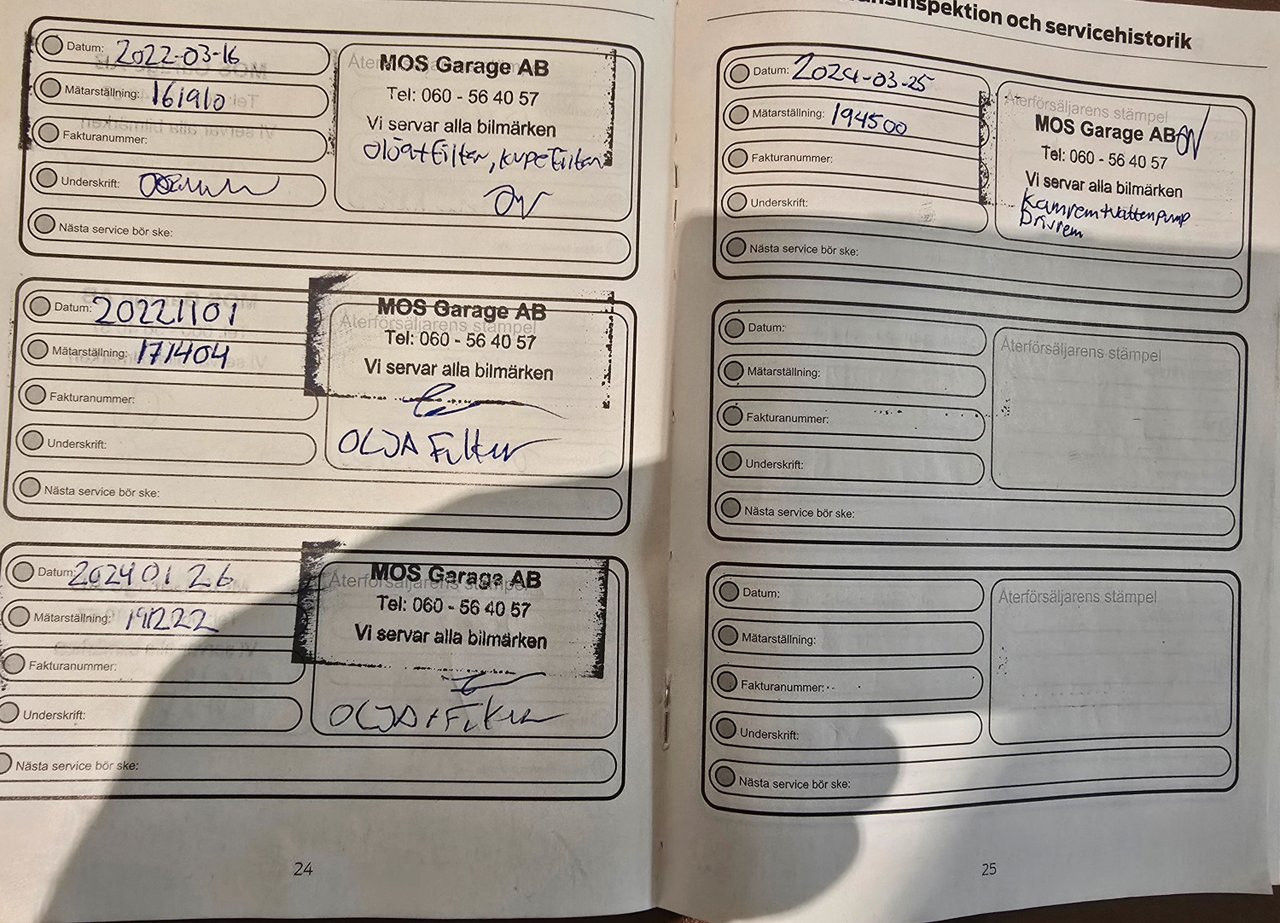 Datum: 2022-03-16
Mätarställning: 161910
Fakturanummer:
Underskrift:
Nästa service bör ske:
MOS Garage AB
Tel: 060 - 56 40 57
Vi servar alla bilmärken
Datum: 20221101
Mätarställning: 171404
Fakturanummer:
Underskrift:
Nästa service bör ske:
Återförsäljarens stämpel
MOS Garage AB
Tel: 060 - 56 40 57
Vi servar alla bilmärken
OLJA Filter
Datum: 20240126
Mätarställning: 191222
Fakturanummer:
Underskrift:
Nästa service bör ske:
Återförsäljarens stämpel
MOS Garage AB
Tel: 060 - 56 40 57
Vi servar alla bilmärken
OLJA + Filter
24
inspektion och servicehistorik
Datum: 2024-03-25
Mätarställning: 194500
Fakturanummer:
Underskrift:
Nästa service bör ske:
Återförsäljarens stämpel
MOS Garage AB
Tel: 060 - 56 40 57
Vi servar alla bilmärken
Kamrem + Vattenpump
Drivrem
Datum:
Mätarställning:
Fakturanummer:
Underskrift:
Nästa service bör ske:
Återförsäljarens stämpel
Datum:
Mätarställning:
Fakturanummer:
Underskrift:
Nästa service bör ske:
Återförsäljarens stämpel
25